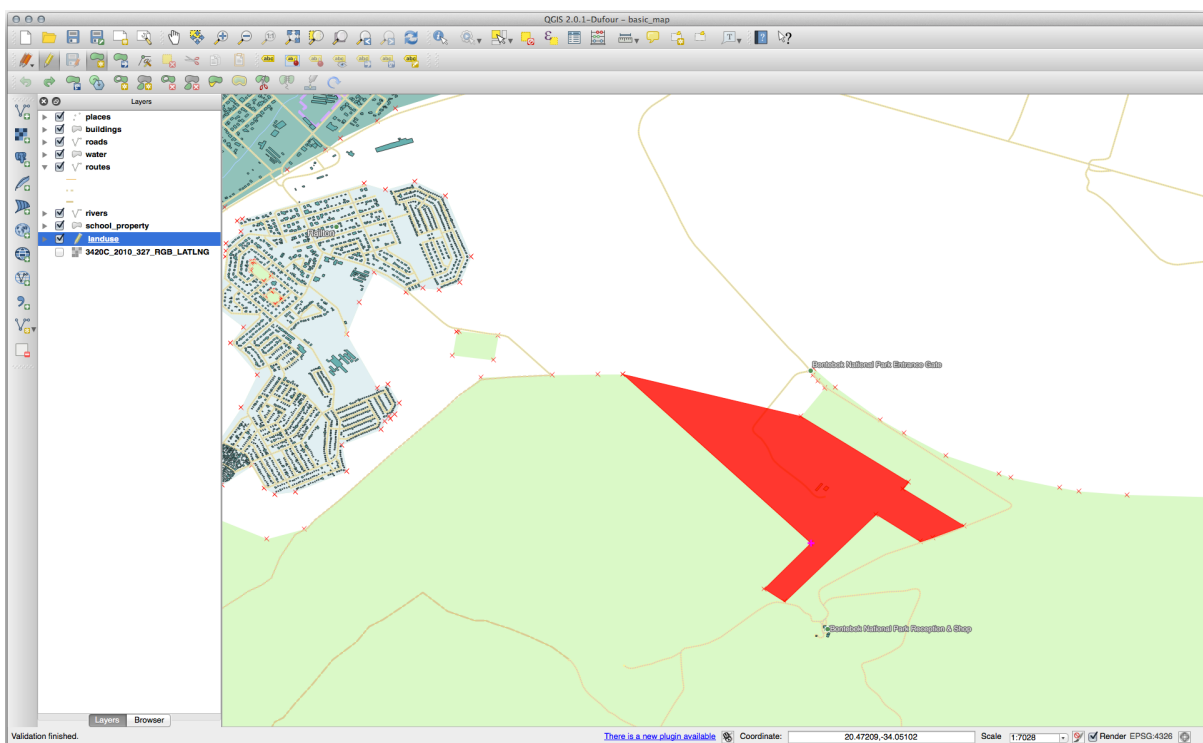 QGIS 2.0.1-Dufour - basic_map
Layers
places
buildings
roads
water
routes
rivers
school_property
landuse
3420C_2010_327_RGB_LATLNG
Railton
Bontebok National Park Entrance Gate
Bontebok National Park Reception & Shop
Layers Browser
Validation finished. There is a new plugin available Coordinate: 20.47209,-34.05102 Scale 1:7028 Render EPSG:4326